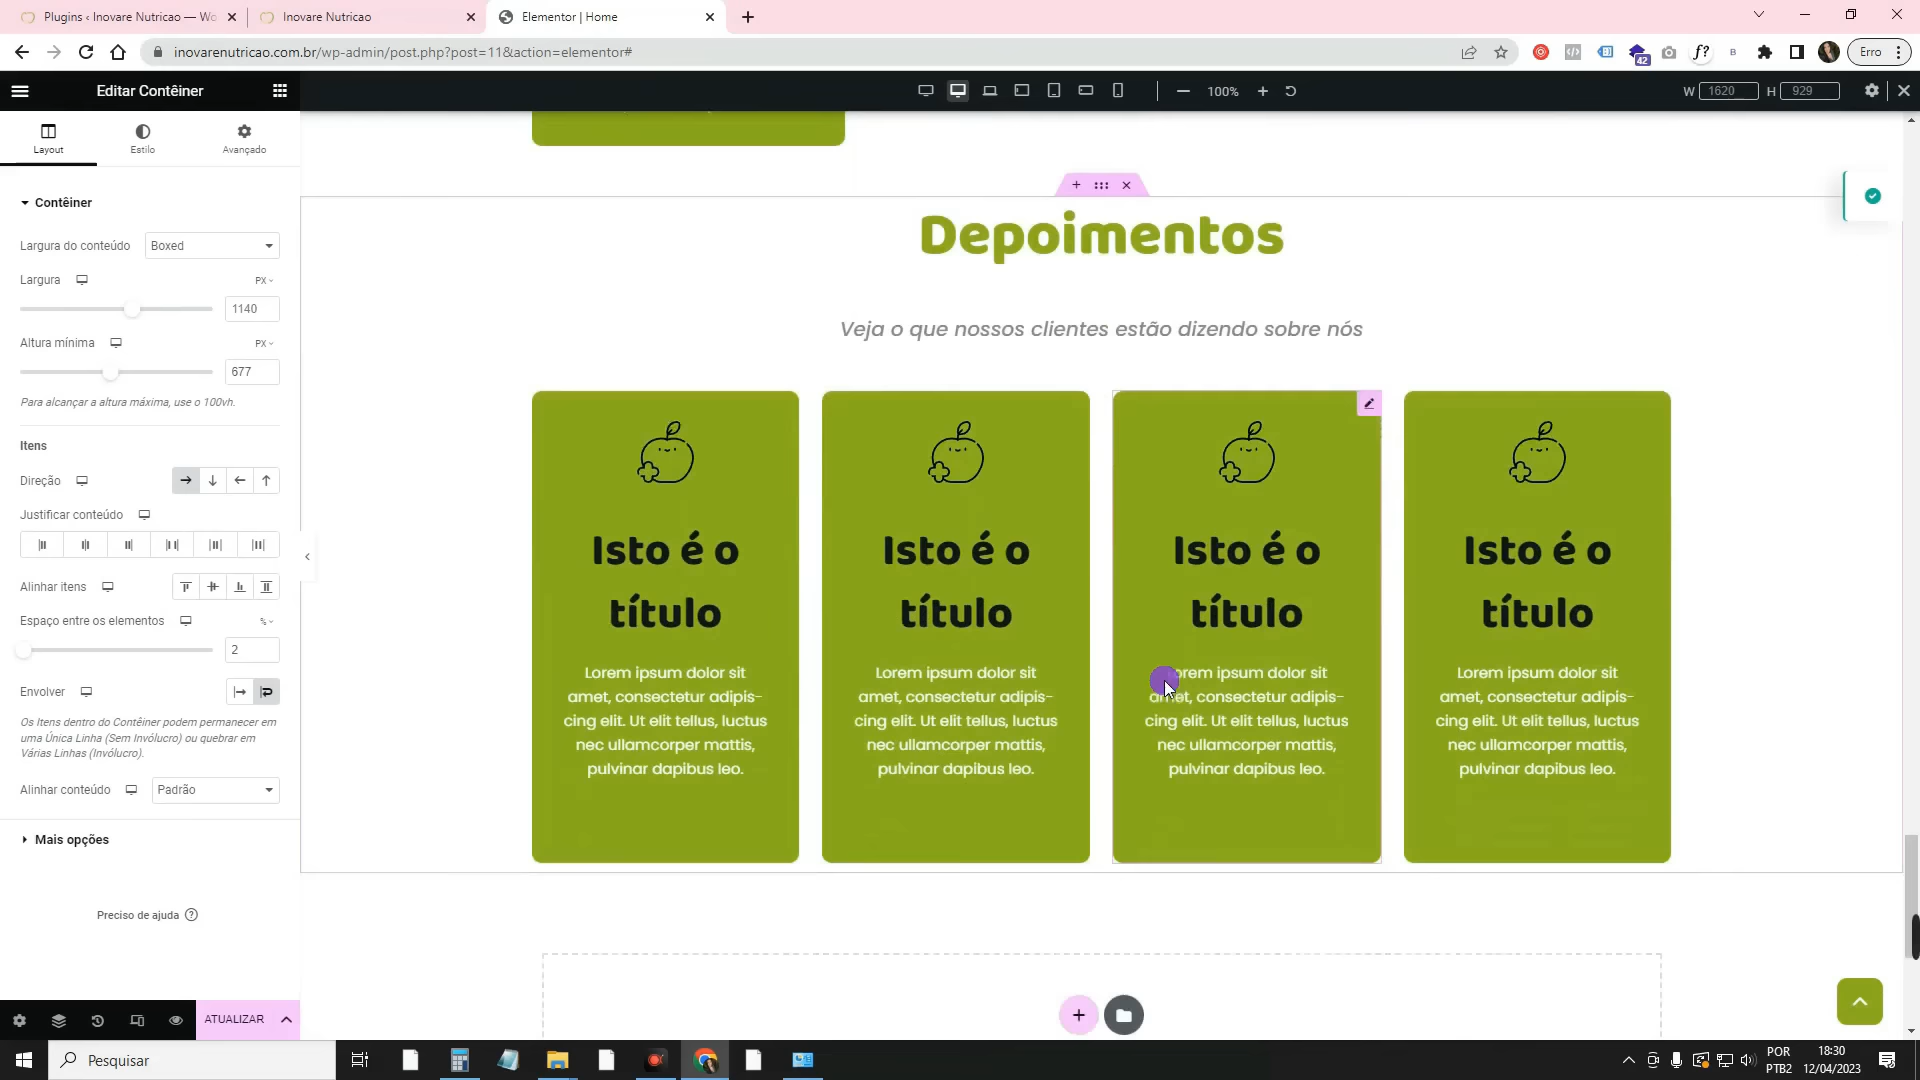 Plugins ‹ Inovare Nutricao — Wo
Inovare Nutricao
Elementor | Home
inovarenutricao.com.br/wp-admin/post.php?post=11&action=elementor#
42
f?
B
Erro
Editar Contêiner
100%
W 1620
H 929
Layout
Estilo
Avançado
Contêiner
Largura do conteúdo
Boxed
Largura
PX
1140
Altura mínima
PX
677
Para alcançar a altura máxima, use o 100vh.
Itens
Direção
Justificar conteúdo
Alinhar itens
Espaço entre os elementos
%
2
Envolver
Os Itens dentro do Contêiner podem permanecer em
uma Única Linha (Sem Invólucro) ou quebrar em
Várias Linhas (Invólucro).
Alinhar conteúdo
Padrão
Mais opções
Preciso de ajuda
ATUALIZAR
Depoimentos
Veja o que nossos clientes estão dizendo sobre nós
Isto é o
título
Lorem ipsum dolor sit
amet, consectetur adipis-
cing elit. Ut elit tellus, luctus
nec ullamcorper mattis,
pulvinar dapibus leo.
Isto é o
título
Lorem ipsum dolor sit
amet, consectetur adipis-
cing elit. Ut elit tellus, luctus
nec ullamcorper mattis,
pulvinar dapibus leo.
Isto é o
título
orem ipsum dolor sit
amet, consectetur adipis-
cing elit. Ut elit tellus, luctus
nec ullamcorper mattis,
pulvinar dapibus leo.
Isto é o
título
Lorem ipsum dolor sit
amet, consectetur adipis-
cing elit. Ut elit tellus, luctus
nec ullamcorper mattis,
pulvinar dapibus leo.
Pesquisar
POR
PTB2
18:30
12/04/2023